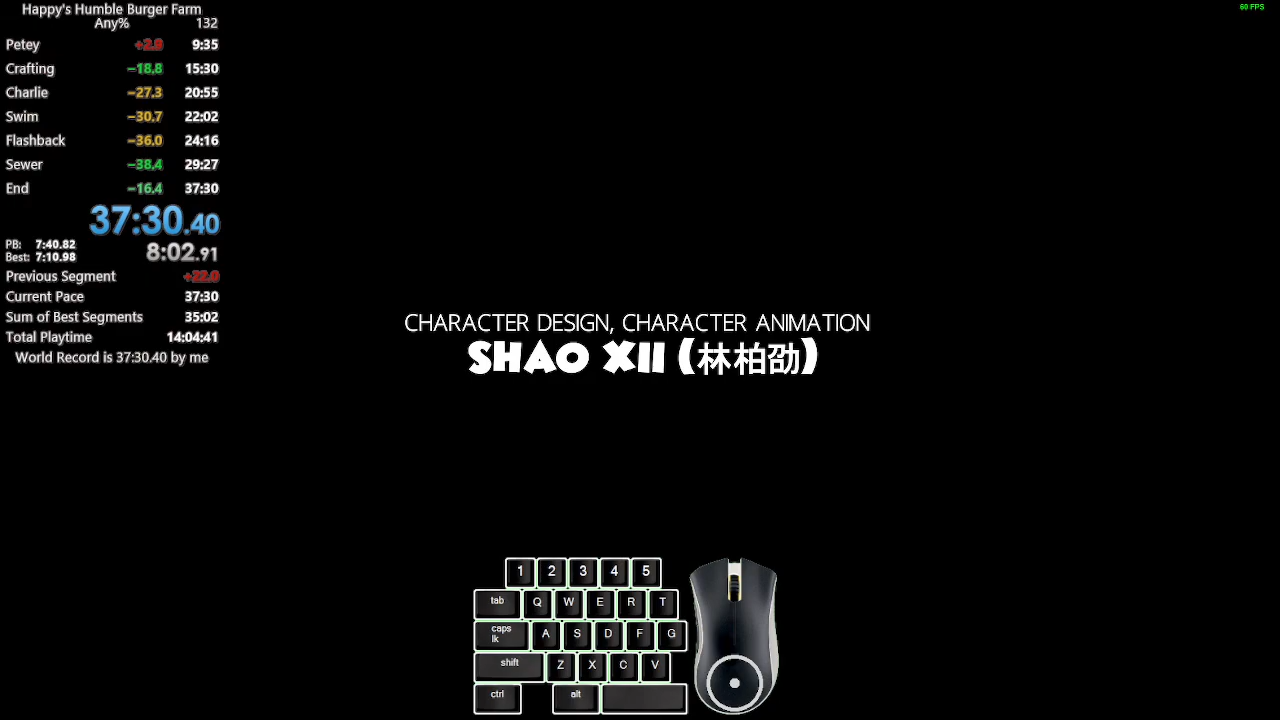 Happy's Humble Burger Farm
Any% 132
Petey +2.9 9:35
Crafting −18.8 15:30
Charlie −27.3 20:55
Swim −30.7 22:02
Flashback −36.0 24:16
Sewer −38.4 29:27
End −16.4 37:30
37:30.40
PB: 7:40.82
Best: 7:10.98
8:02.91
Previous Segment +22.0
Current Pace 37:30
Sum of Best Segments 35:02
Total Playtime 14:04:41
World Record is 37:30.40 by me
60 FPS
CHARACTER DESIGN, CHARACTER ANIMATION
SHAO XII (林柏劭)
1 2 3 4 5
tab Q W E R T
caps lk A S D F G
shift Z X C V
ctrl alt